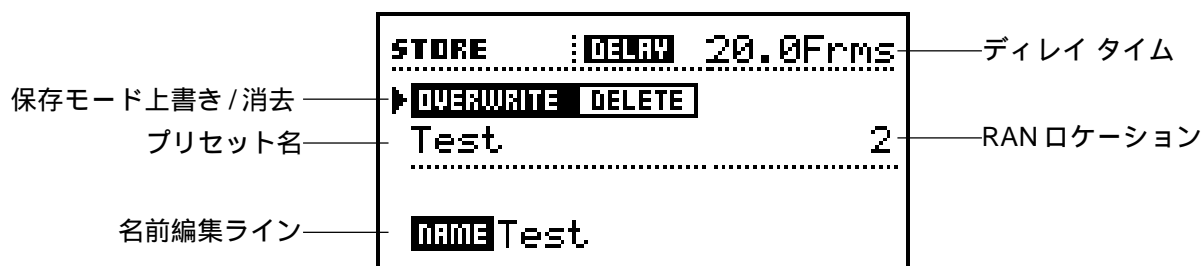 STORE DELAY 20.0Frms ディレイ タイム
保存モード上書き / 消去 OVERWRITE DELETE
プリセット名 Test 2 RAN ロケーション
名前編集ライン NAME Test